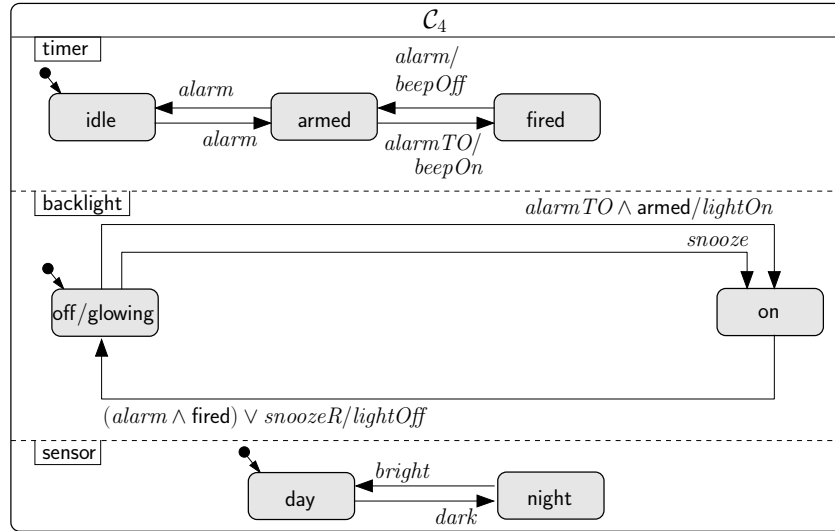 𝒞₄
timer
alarm/
beepOff
alarm
idle
armed
fired
alarm
alarmTO/
beepOn
backlight
alarmTO ∧ armed/lightOn
snooze
off/glowing
on
(alarm ∧ fired) ∨ snoozeR/lightOff
sensor
bright
day
night
dark